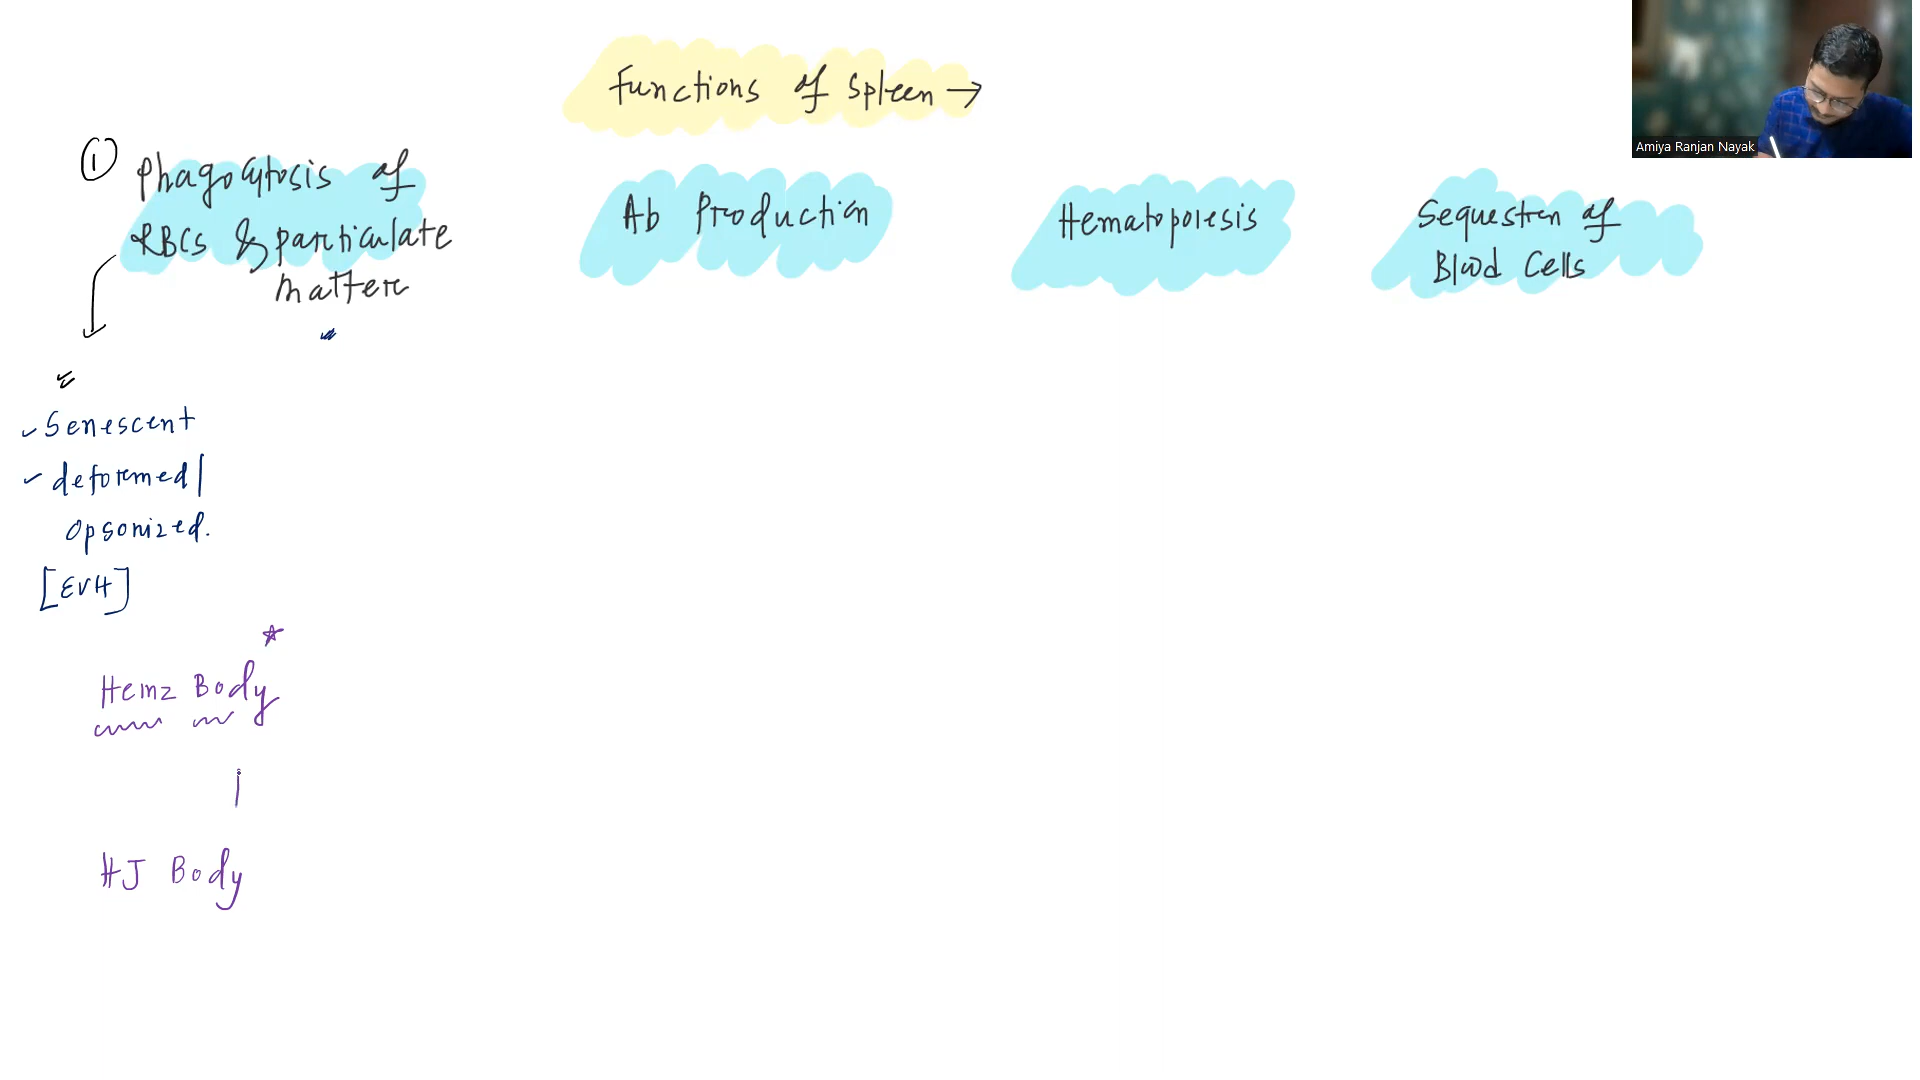 Functions of Spleen →
Amiya Ranjan Nayak
① Phagocytosis of
RBCs & particulate
matter
Ab Production
Hematopoiesis
Sequestrn of
Blood Cells
Senescent
deformed/
opsonized.
[EVH]
Heinz Body
HJ Body